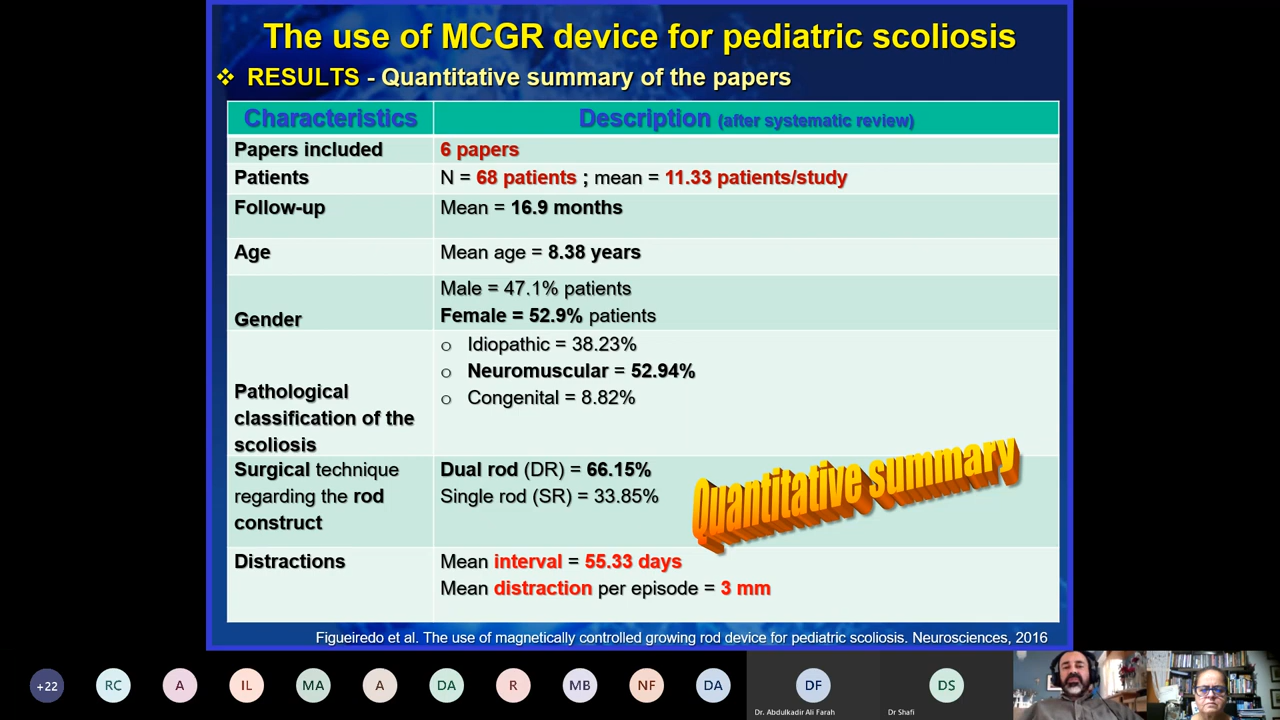 The use of MCGR device for pediatric scoliosis
❖ RESULTS - Quantitative summary of the papers
Characteristics
Description (after systematic review)
Papers included
6 papers
Patients
N = 68 patients ; mean = 11.33 patients/study
Follow-up
Mean = 16.9 months
Age
Mean age = 8.38 years
Gender
Male = 47.1% patients
Female = 52.9% patients
Pathological
classification of the
scoliosis
o Idiopathic = 38.23%
o Neuromuscular = 52.94%
o Congenital = 8.82%
Surgical technique
regarding the rod
construct
Dual rod (DR) = 66.15%
Single rod (SR) = 33.85%
Quantitative summary
Distractions
Mean interval = 55.33 days
Mean distraction per episode = 3 mm
Figueiredo et al. The use of magnetically controlled growing rod device for pediatric scoliosis. Neurosciences, 2016
+22 RC A IL MA A DA R MB NF DA DF DS
Dr. Abdulkadir Ali Farah
Dr Shafi